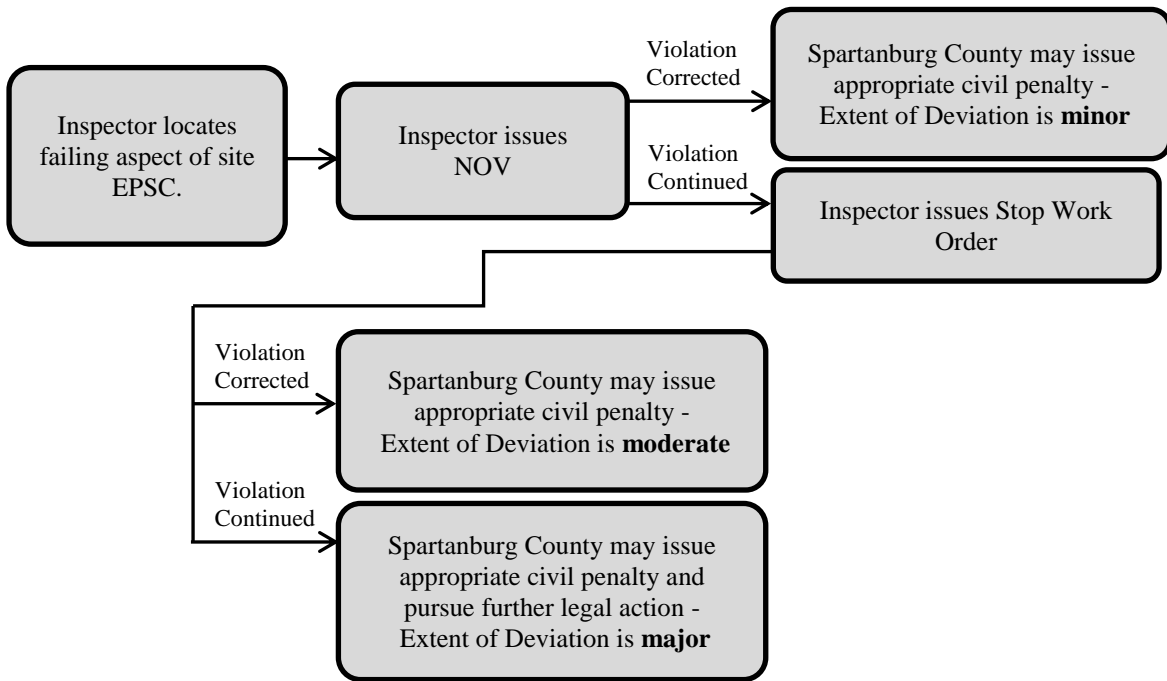 Inspector locates
failing aspect of site
EPSC.
Inspector issues
NOV
Violation
Corrected
Spartanburg County may issue
appropriate civil penalty -
Extent of Deviation is minor
Violation
Continued
Inspector issues Stop Work
Order
Violation
Corrected
Spartanburg County may issue
appropriate civil penalty -
Extent of Deviation is moderate
Violation
Continued
Spartanburg County may issue
appropriate civil penalty and
pursue further legal action -
Extent of Deviation is major